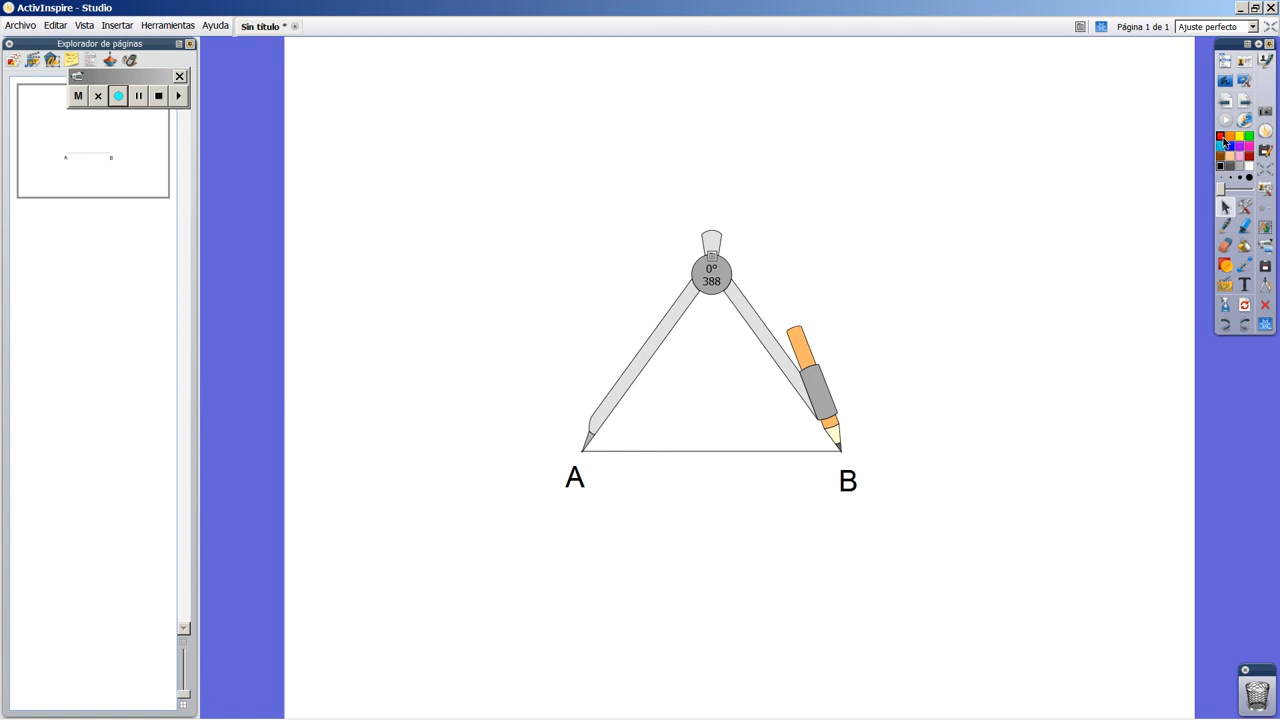 ActivInspire - Studio
Archivo Editar Vista Insertar Herramientas Ayuda Sin título * Página 1 de 1 Ajuste perfecto
Explorador de páginas
M
A B
0º
388
A B
T